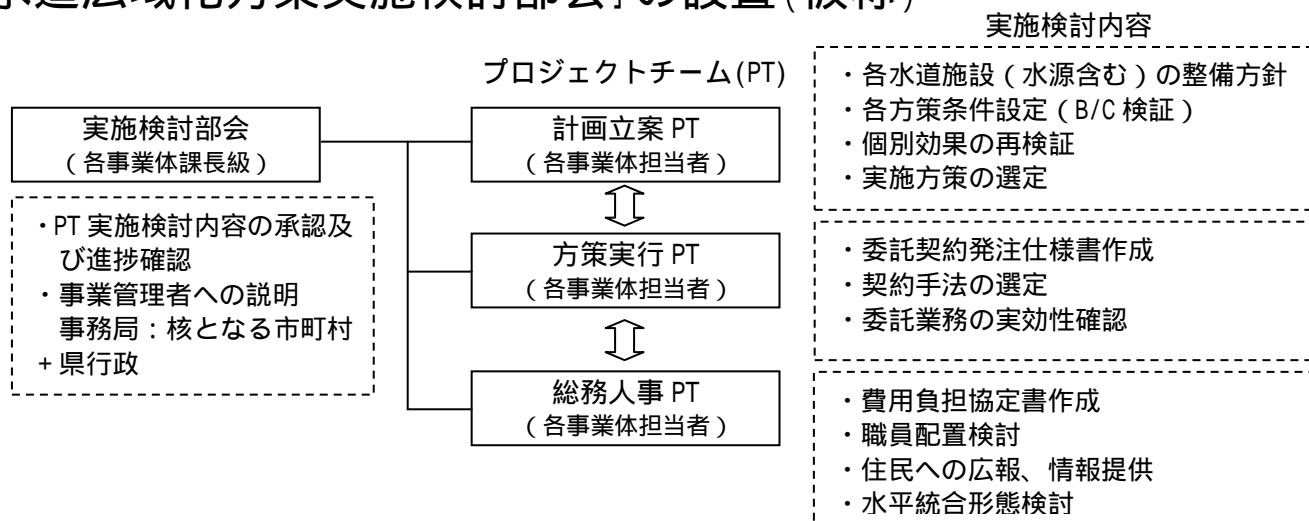 水道広域化方策実施検討部会」の設置(仮称)
実施検討内容
プロジェクトチーム(PT)
実施検討部会
(各事業体課長級)
・PT 実施検討内容の承認及
び進捗確認
・事業管理者への説明
事務局:核となる市町村
+県行政
計画立案 PT
(各事業体担当者)
方策実行 PT
(各事業体担当者)
総務人事 PT
(各事業体担当者)
・各水道施設(水源含む)の整備方針
・各方策条件設定(B/C 検証)
・個別効果の再検証
・実施方策の選定
・委託契約発注仕様書作成
・契約手法の選定
・委託業務の実効性確認
・費用負担協定書作成
・職員配置検討
・住民への広報、情報提供
・水平統合形態検討